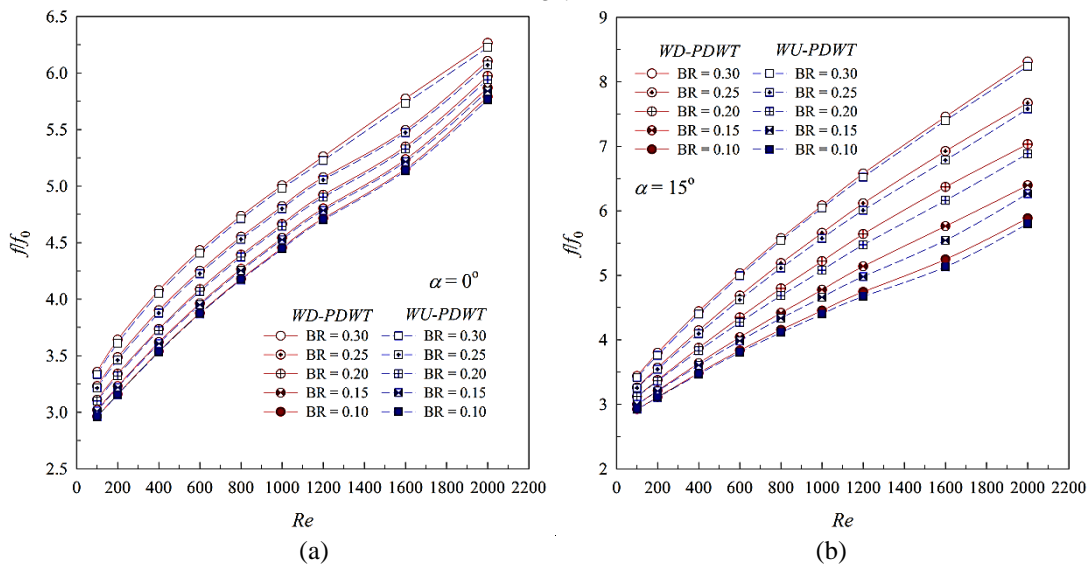 6.5
6.0
5.5
5.0
4.5
4.0
3.5
3.0
2.5
f/f0
α = 0°
WD-PDWT WU-PDWT
BR = 0.30 BR = 0.30
BR = 0.25 BR = 0.25
BR = 0.20 BR = 0.20
BR = 0.15 BR = 0.15
BR = 0.10 BR = 0.10
0 200 400 600 800 1000 1200 1400 1600 1800 2000 2200
Re
(a)
9
8
7
6
5
4
3
2
f/f0
WD-PDWT WU-PDWT
BR = 0.30 BR = 0.30
BR = 0.25 BR = 0.25
BR = 0.20 BR = 0.20
BR = 0.15 BR = 0.15
BR = 0.10 BR = 0.10
α = 15°
0 200 400 600 800 1000 1200 1400 1600 1800 2000 2200
Re
(b)